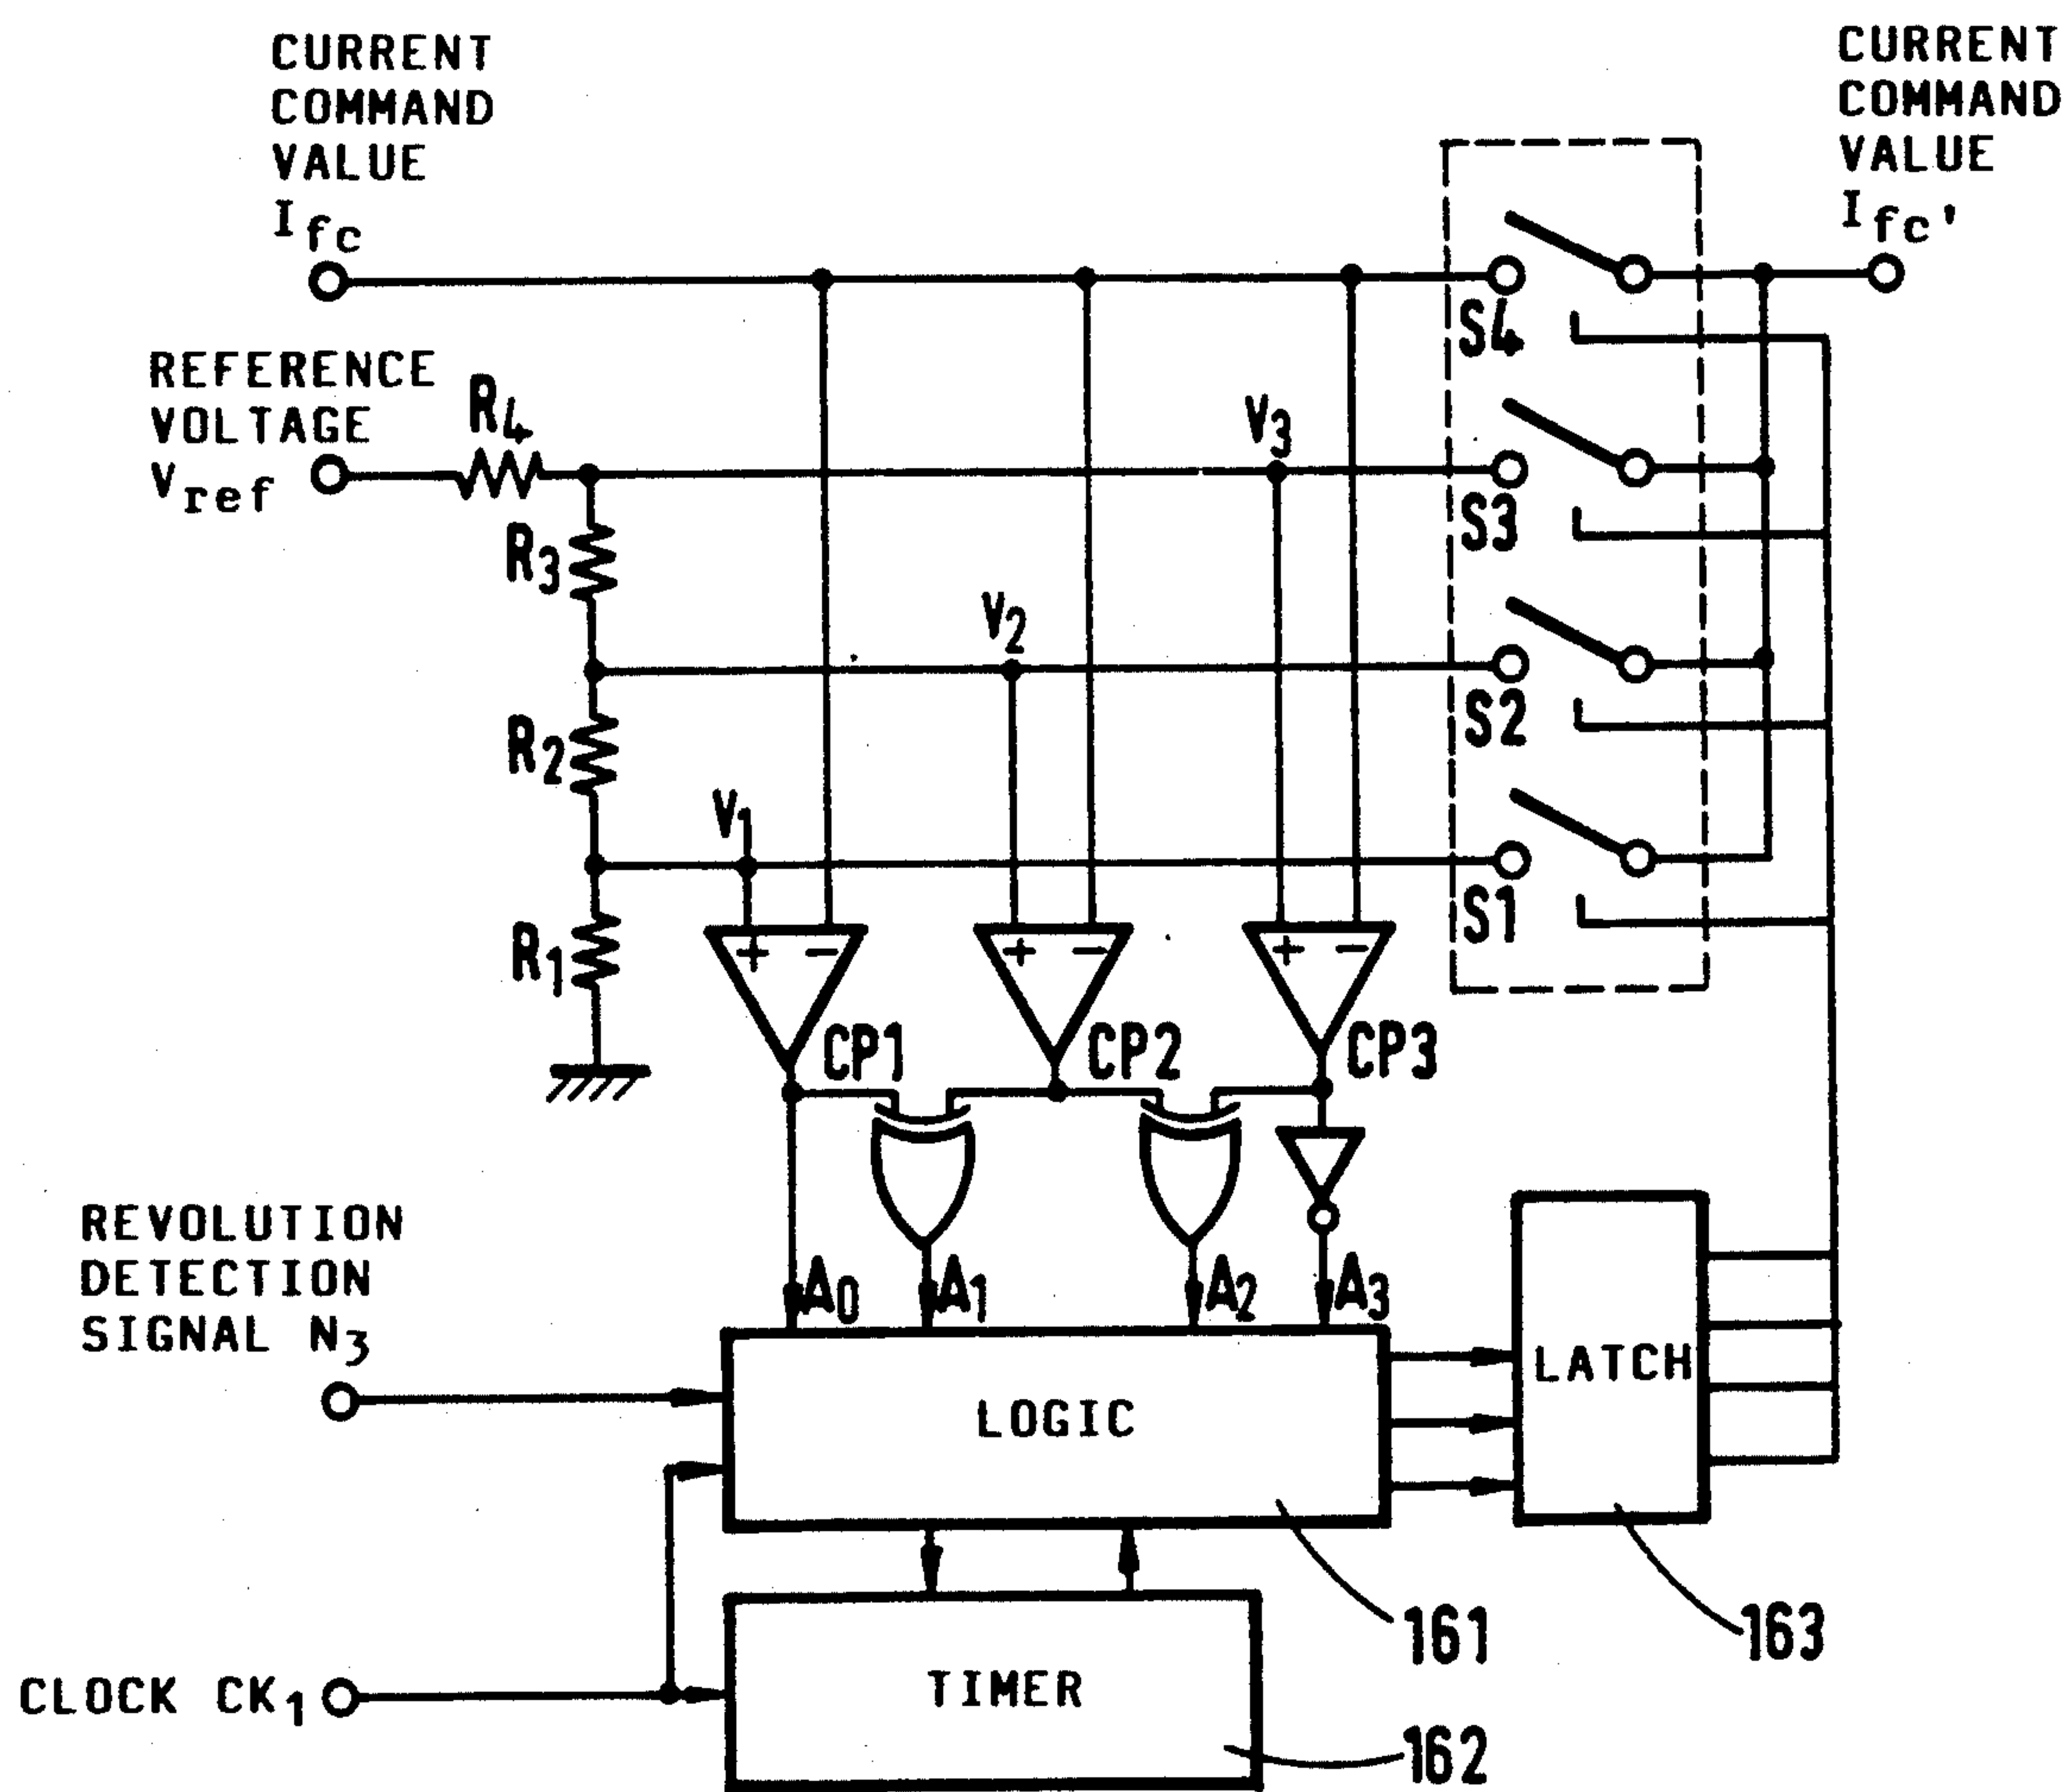 CURRENT
COMMAND
VALUE
Ifc
CURRENT
COMMAND
VALUE
Ifc'
REFERENCE
VOLTAGE
Vref
R4
R3
R2
R1
V3
V2
V1
S4
S3
S2
S1
+ −
+ −
+ −
CP1
CP2
CP3
A0
A1
A2
A3
REVOLUTION
DETECTION
SIGNAL N3
LOGIC
LATCH
TIMER
CLOCK CK1
161
163
162